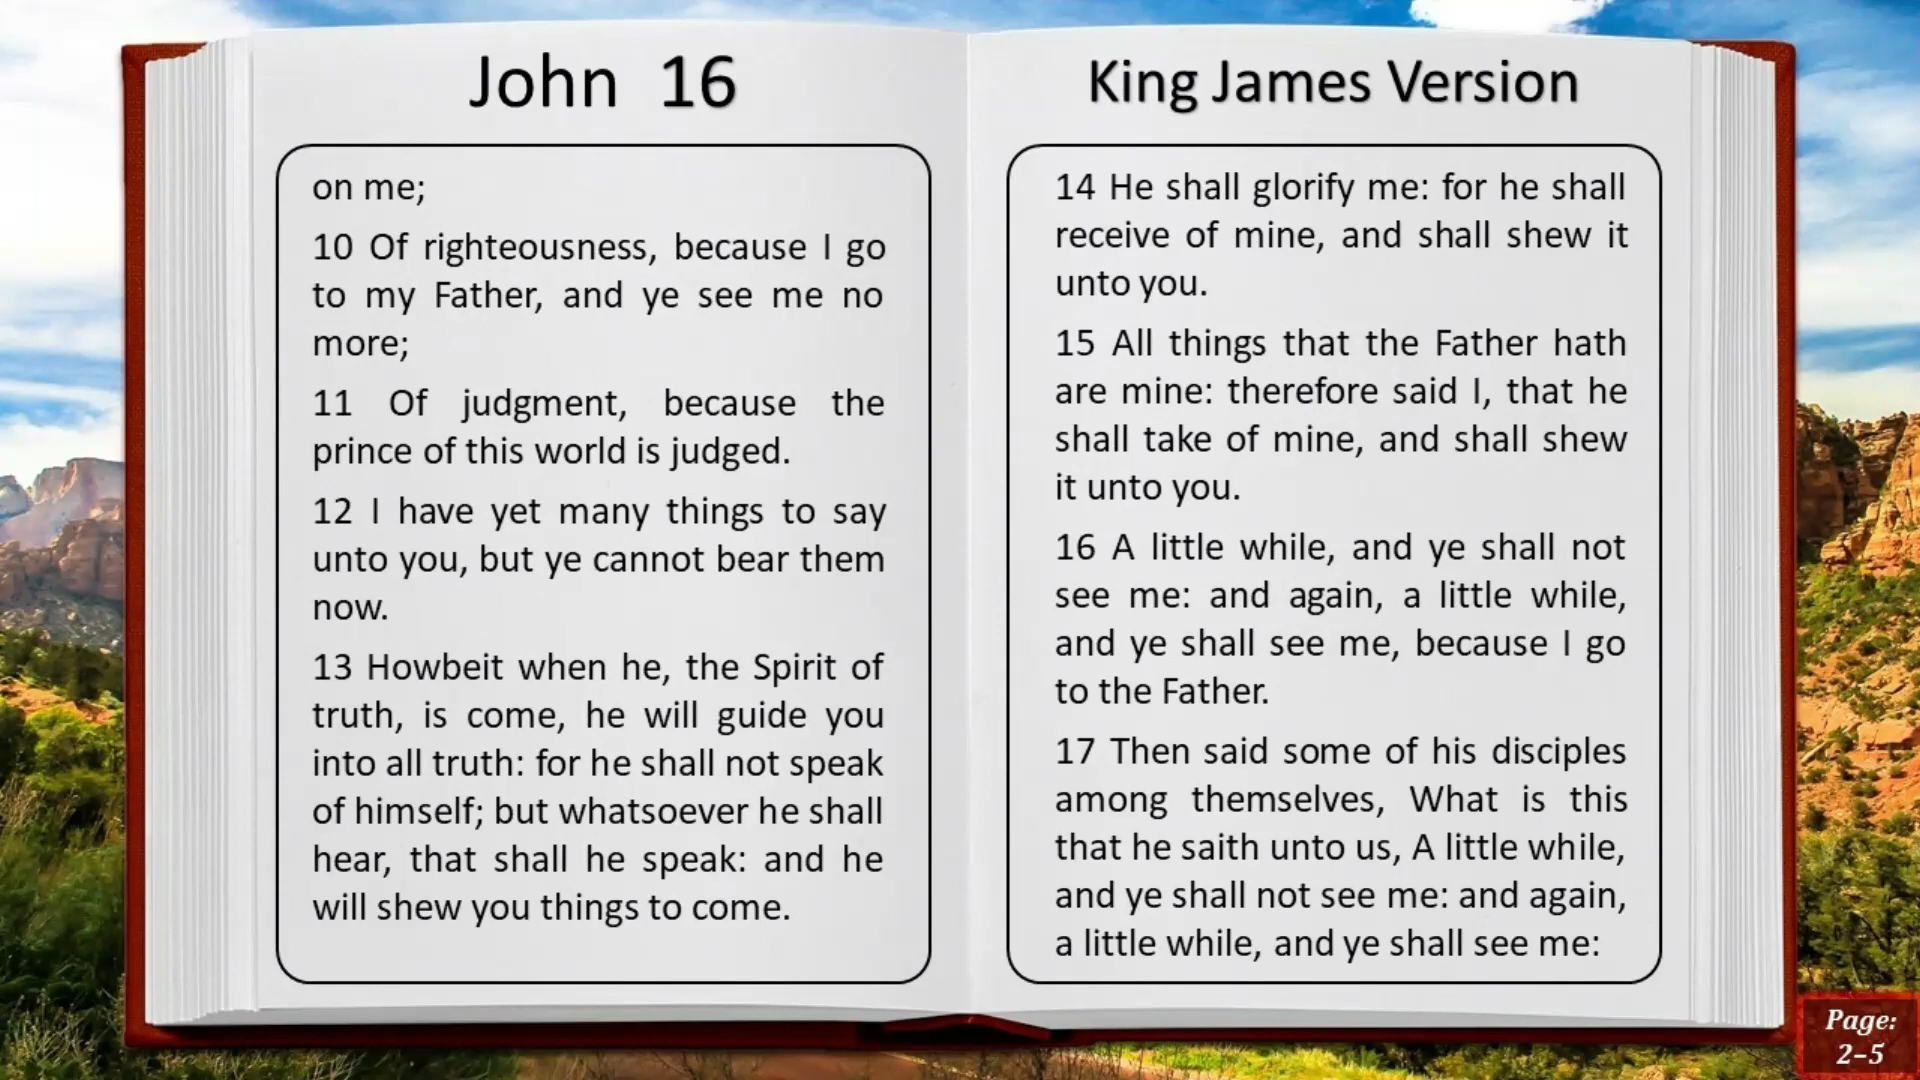 John 16
on me;
10 Of righteousness, because I go
to my Father, and ye see me no
more;
11 Of judgment, because the
prince of this world is judged.
12 I have yet many things to say
unto you, but ye cannot bear them
now.
13 Howbeit when he, the Spirit of
truth, is come, he will guide you
into all truth: for he shall not speak
of himself; but whatsoever he shall
hear, that shall he speak: and he
will shew you things to come.
King James Version
14 He shall glorify me: for he shall
receive of mine, and shall shew it
unto you.
15 All things that the Father hath
are mine: therefore said I, that he
shall take of mine, and shall shew
it unto you.
16 A little while, and ye shall not
see me: and again, a little while,
and ye shall see me, because I go
to the Father.
17 Then said some of his disciples
among themselves, What is this
that he saith unto us, A little while,
and ye shall not see me: and again,
a little while, and ye shall see me:
Page:
2–5